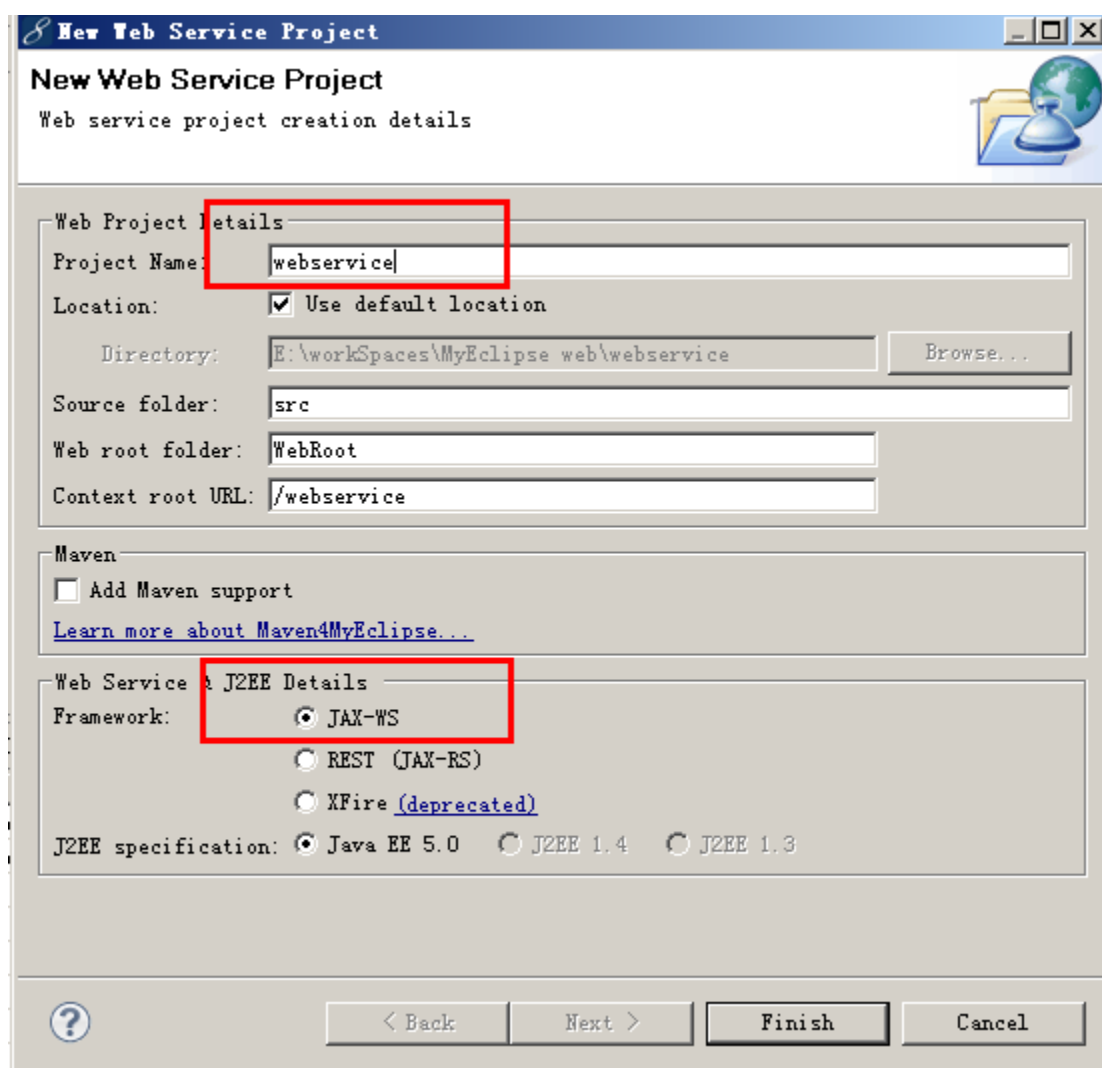 New Web Service Project
New Web Service Project
Web service project creation details
Web Project Details
Project Name: webservice
Location: Use default location
Directory: E:\workSpaces\MyEclipse web\webservice Browse...
Source folder: src
Web root folder: WebRoot
Context root URL: /webservice
Maven
Add Maven support
Learn more about Maven4MyEclipse...
Web Service & J2EE Details
Framework: JAX-WS
REST (JAX-RS)
XFire (deprecated)
J2EE specification: Java EE 5.0 J2EE 1.4 J2EE 1.3
< Back Next > Finish Cancel